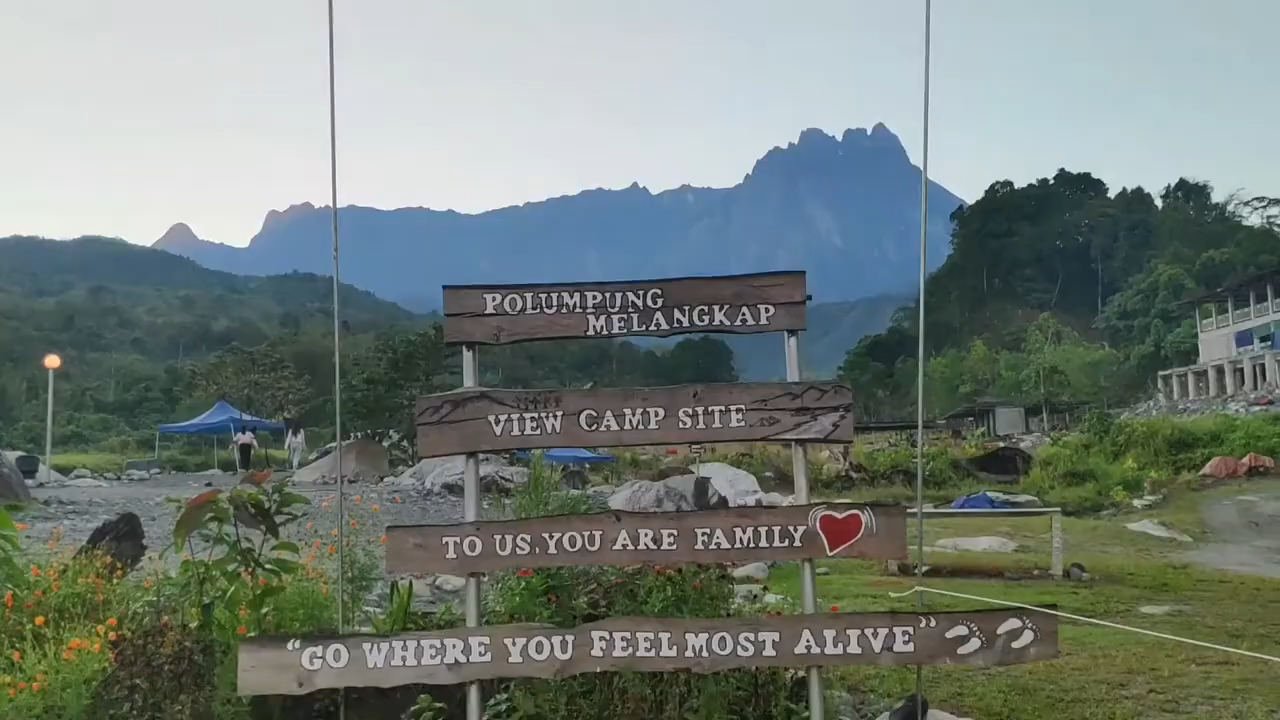 POLUMPUNG
MELANGKAP
VIEW CAMP SITE
TO US, YOU ARE FAMILY
"GO WHERE YOU FEEL MOST ALIVE"